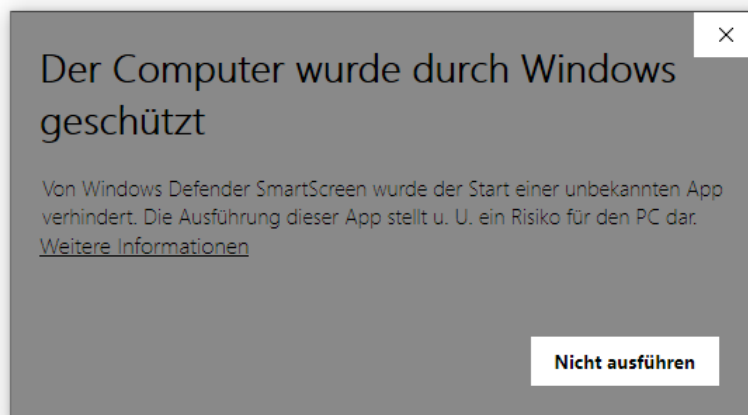 Der Computer wurde durch Windows
geschützt
Von Windows Defender SmartScreen wurde der Start einer unbekannten App
verhindert. Die Ausführung dieser App stellt u. U. ein Risiko für den PC dar.
Weitere Informationen
Nicht ausführen